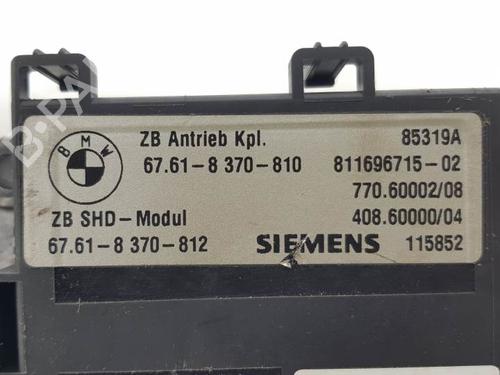 BMW
ZB Antrieb Kpl. 85319A
67.61-8 370-810 811696715-02
770.60002/08
ZB SHD-Modul 408.60000/04
67.61-8 370-812 SIEMENS 115852
B-PA